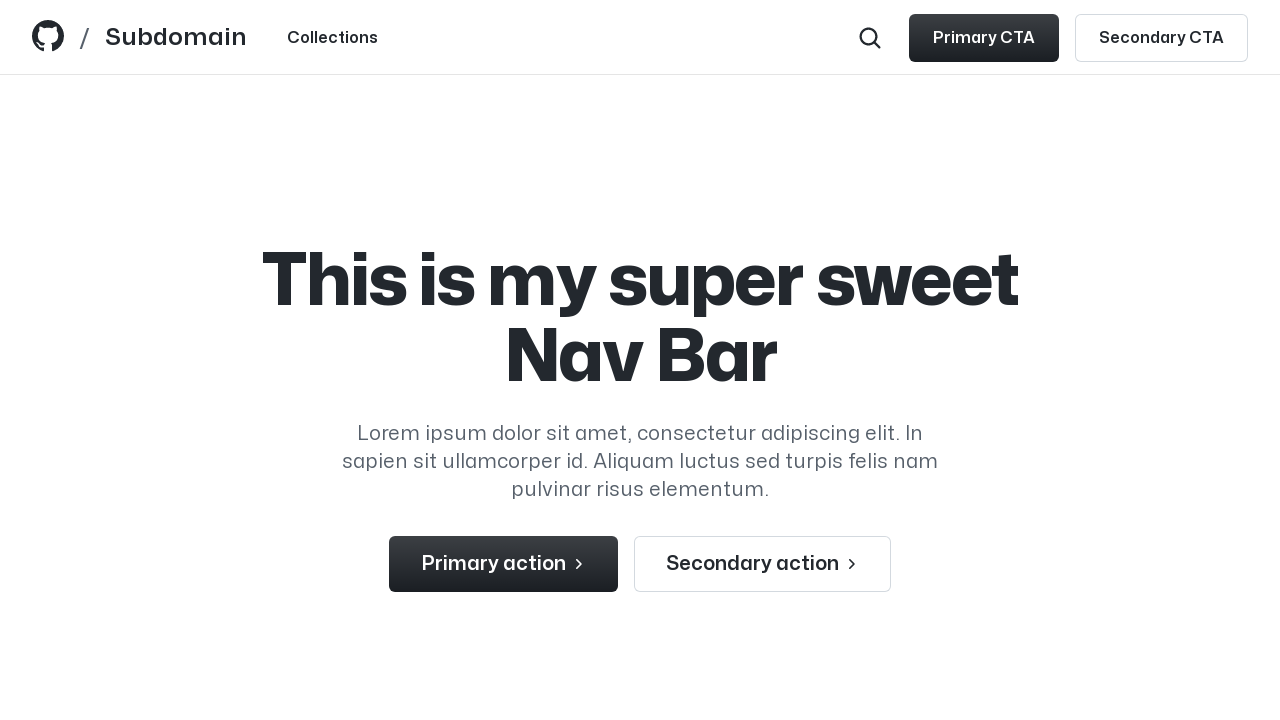 / Subdomain Collections Primary CTA Secondary CTA
This is my super sweet
Nav Bar
Lorem ipsum dolor sit amet, consectetur adipiscing elit. In
sapien sit ullamcorper id. Aliquam luctus sed turpis felis nam
pulvinar risus elementum.
Primary action Secondary action